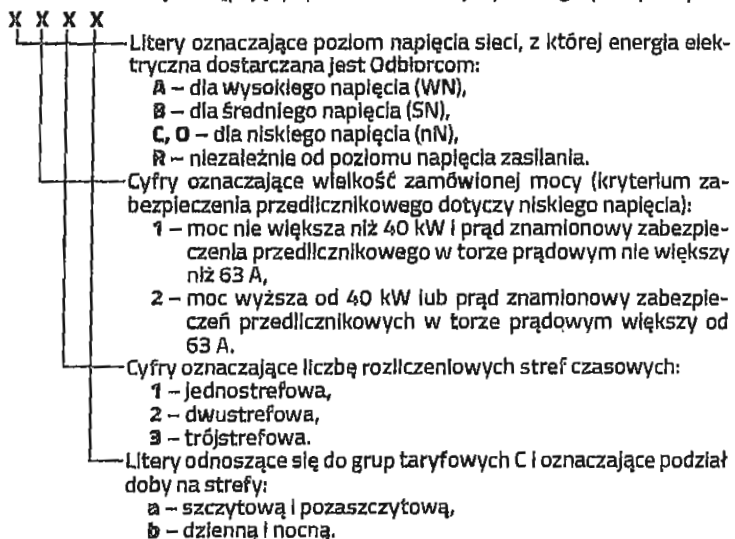 X X X X
Litery oznaczające poziom napięcia sieci, z której energia elek-
tryczna dostarczana jest Odbiorcom:
A – dla wysokiego napięcia (WN),
B – dla średniego napięcia (SN),
C, O – dla niskiego napięcia (nN),
R – niezależnie od poziomu napięcia zasilania.
Cyfry oznaczające wielkość zamówionej mocy (kryterium za-
bezpieczenia przedlicznikowego dotyczy niskiego napięcia):
1 – moc nie większa niż 40 kW i prąd znamionowy zabezpie-
czenia przedlicznikowego w torze prądowym nie większy
niż 63 A,
2 – moc wyższa od 40 kW lub prąd znamionowy zabezpie-
czeń przedlicznikowych w torze prądowym większy od
63 A.
Cyfry oznaczające liczbę rozliczeniowych stref czasowych:
1 – jednostrefowa,
2 – dwustrefowa,
3 – trójstrefowa.
Litery odnoszące się do grup taryfowych C i oznaczające podział
doby na strefy:
a – szczytową i pozaszczytową,
b – dzienną i nocną.